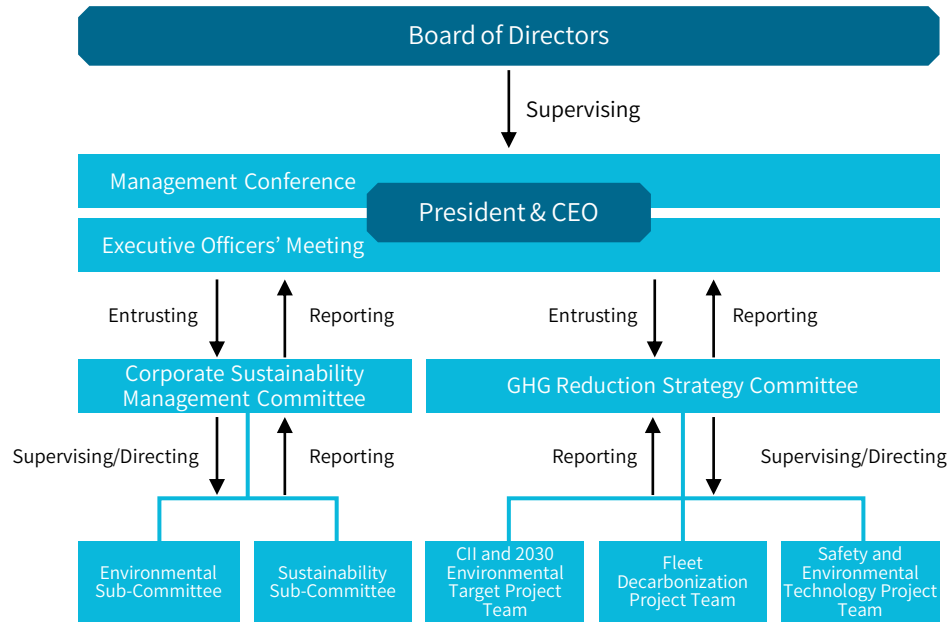 Board of Directors
Supervising
Management Conference
President & CEO
Executive Officers’ Meeting
Entrusting
Reporting
Entrusting
Reporting
Corporate Sustainability
Management Committee
GHG Reduction Strategy Committee
Supervising/Directing
Reporting
Reporting
Supervising/Directing
Environmental
Sub-Committee
Sustainability
Sub-Committee
CII and 2030
Environmental
Target Project
Team
Fleet
Decarbonization
Project Team
Safety and
Environmental
Technology Project
Team